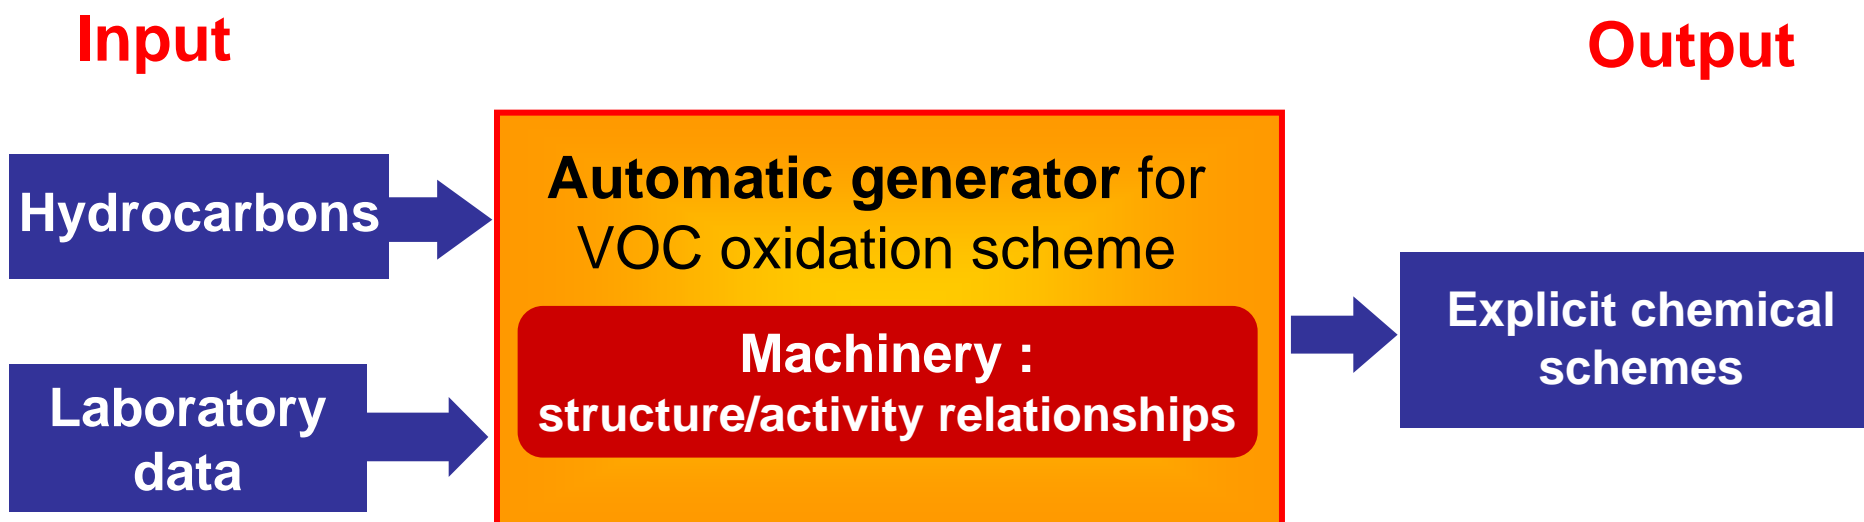 Input
Output
Hydrocarbons
Laboratory
data
Automatic generator for
VOC oxidation scheme
Machinery :
structure/activity relationships
Explicit chemical
schemes